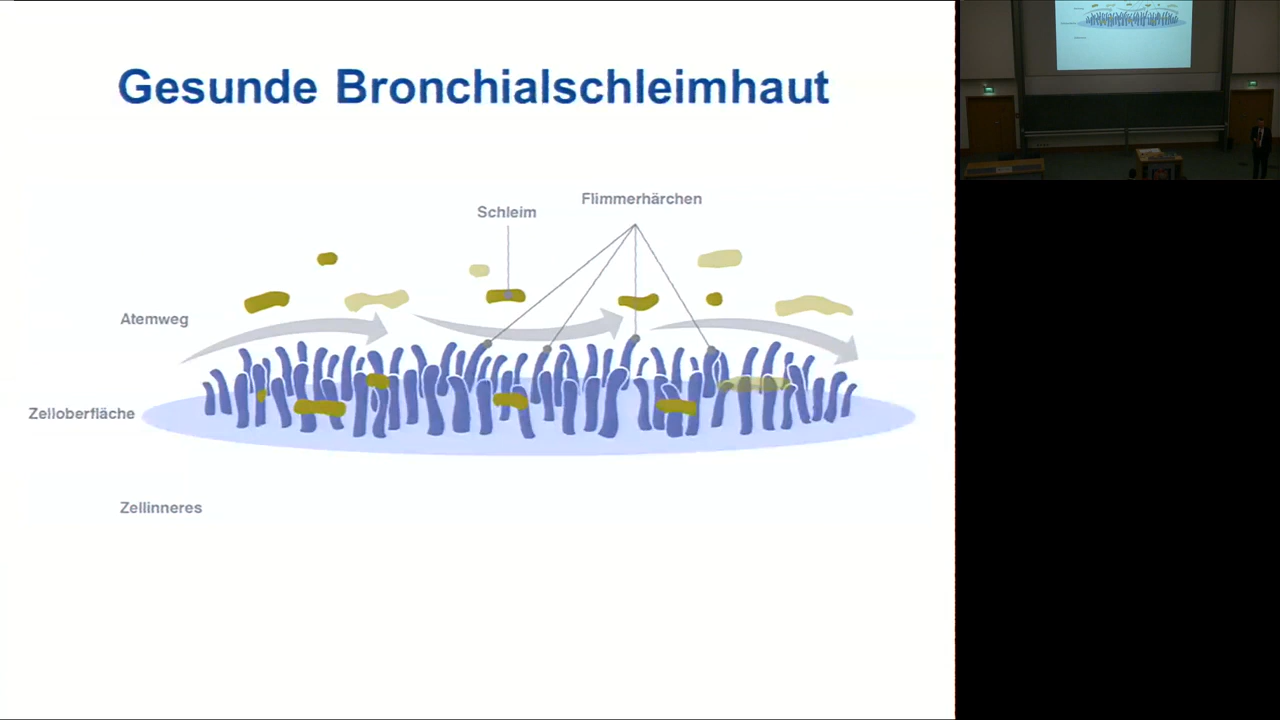 Gesunde Bronchialschleimhaut
Flimmerhärchen
Schleim
Atemweg
Zelloberfläche
Zellinneres